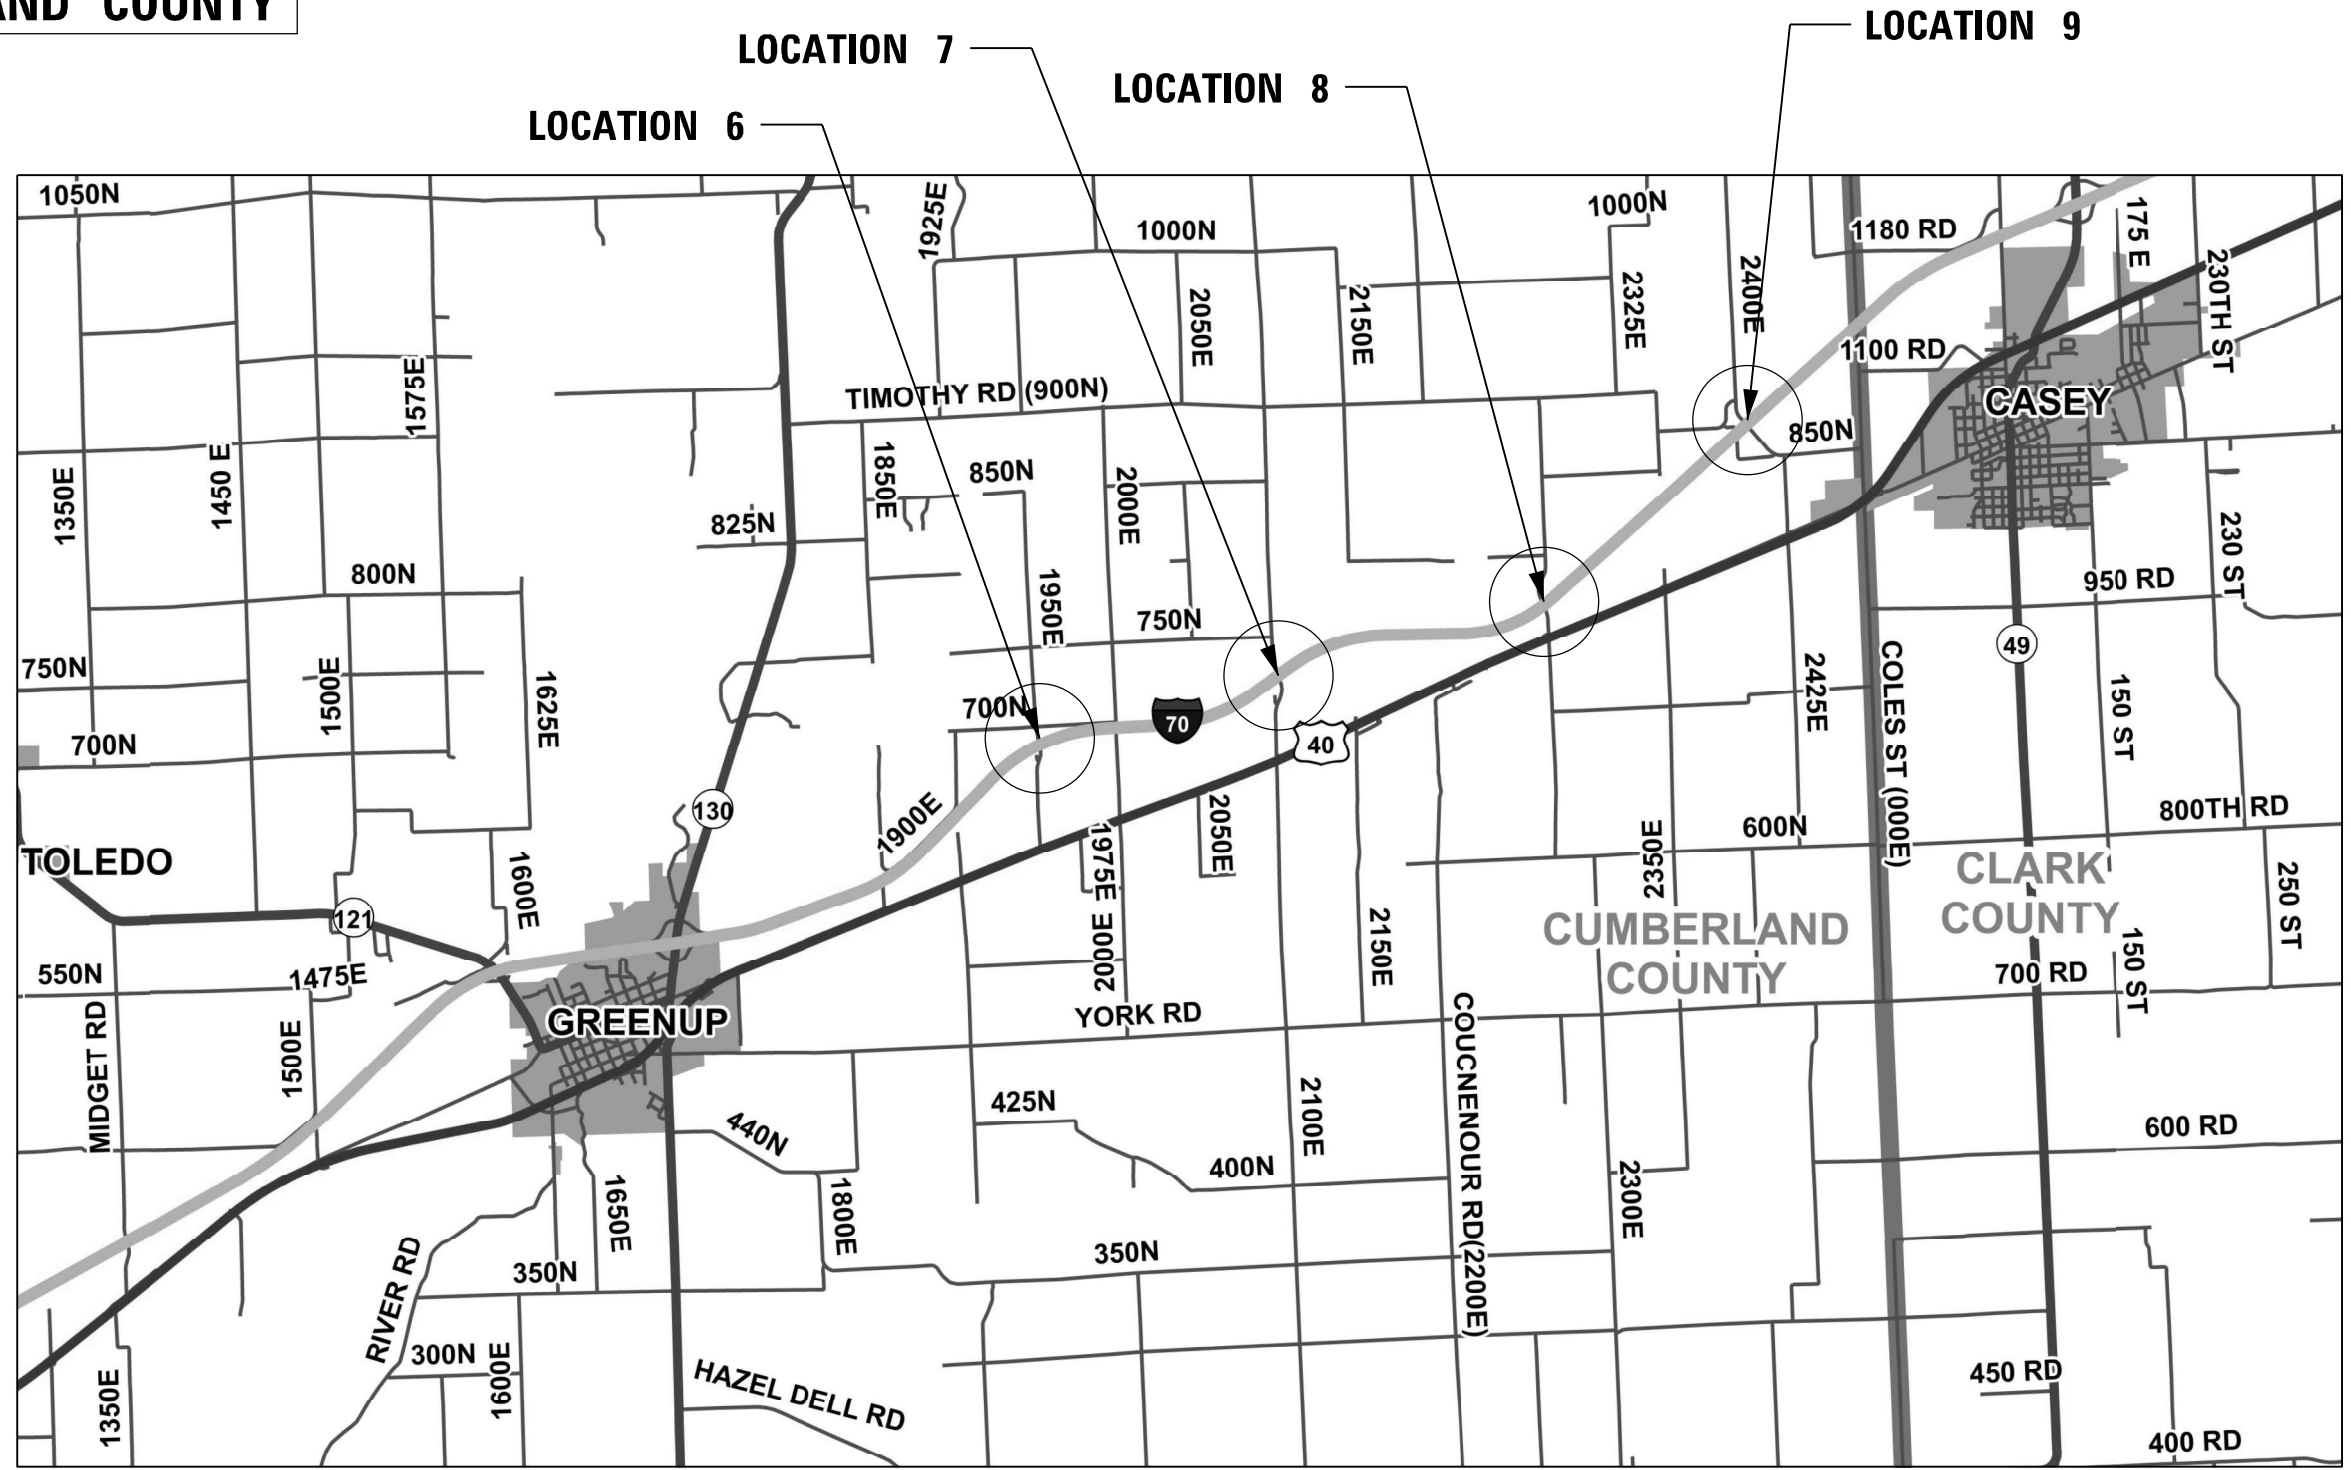 AND COUNTY
LOCATION 9
LOCATION 7
LOCATION 8
LOCATION 6
1050N
1925E
1000N
1000N
1180 RD
175 E
230TH ST
2400E
2325E
2050E
2150E
1100 RD
1575E
TIMOTHY RD (900N)
CASEY
850N
1350E
1450 E
1850E
850N
2000E
825N
230 ST
800N
1950E
750N
950 RD
49
750N
1500E
1625E
2425E
COLES ST (000E)
150 ST
700N
70
40
700N
130
1900E
1975E
2050E
2350E
600N
800TH RD
TOLEDO
1600E
CLARK
COUNTY
250 ST
121
CUMBERLAND
COUNTY
2150E
2000E
150 ST
550N
1475E
700 RD
MIDGET RD
1500E
GREENUP
YORK RD
COUCNENOUR RD(2200E)
425N
2100E
440N
600 RD
400N
2300E
1650E
1800E
RIVER RD
350N
350N
300N
1600E
1350E
HAZEL DELL RD
450 RD
400 RD